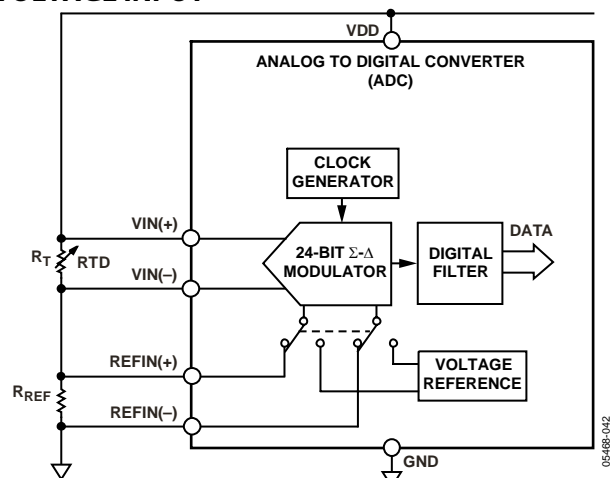 VDD
ANALOG TO DIGITAL CONVERTER
(ADC)
CLOCK
GENERATOR
VIN(+)
24-BIT Σ-Δ
MODULATOR
DIGITAL
FILTER
DATA
RT
RTD
VIN(–)
REFIN(+)
VOLTAGE
REFERENCE
RREF
REFIN(–)
GND
05468-042